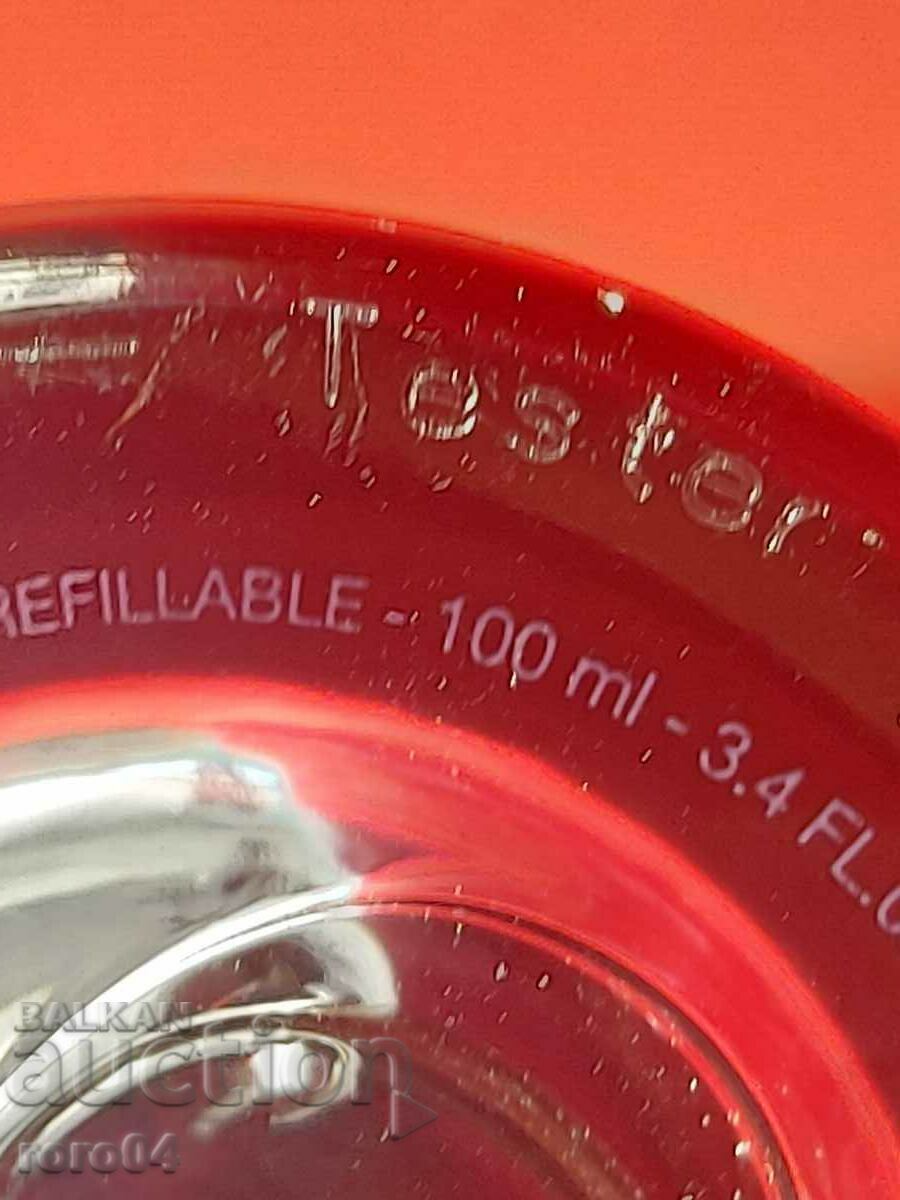 Tester
REFILLABLE - 100 ml - 3.4 FL.O
BALKAN
auction
roro04